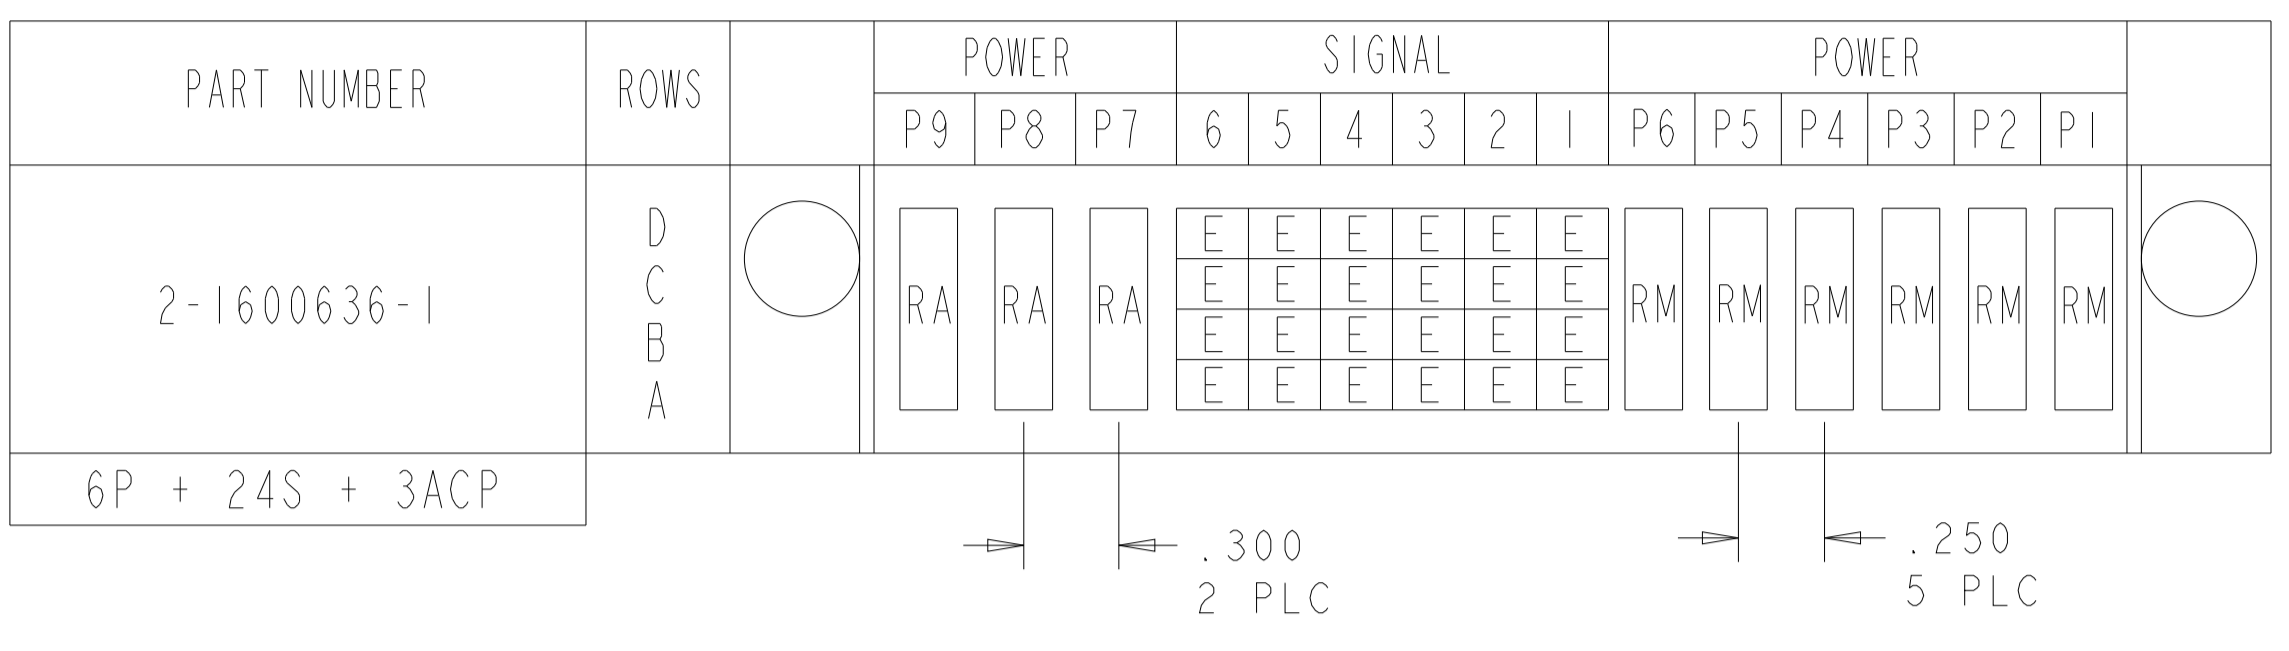 PART NUMBER ROWS POWER SIGNAL POWER
P9 P8 P7 6 5 4 3 2 1 P6 P5 P4 P3 P2 P1
2-1600636-1
D
C
B
A
RA RA RA
E E E E E E
E E E E E E
E E E E E E
E E E E E E
RM RM RM RM RM RM
6P + 24S + 3ACP
.300
2 PLC
.250
5 PLC